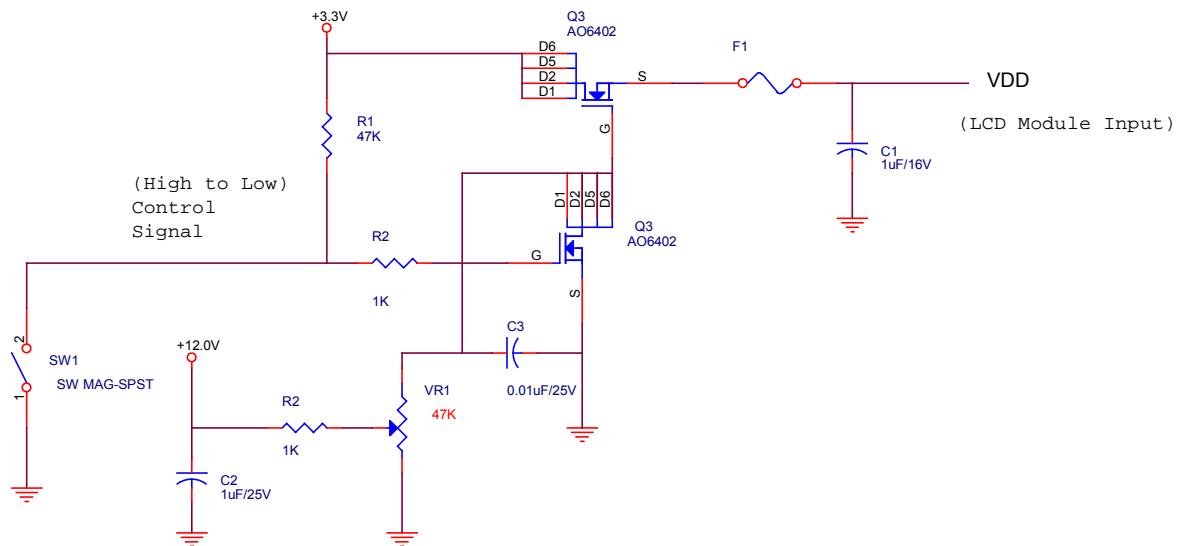 +3.3V
Q3
AO6402
D6
D5
D2
D1
S
F1
VDD
(LCD Module Input)
G
R1
47K
C1
1uF/16V
(High to Low)
Control
Signal
D1
D2
D5
D6
Q3
AO6402
R2
1K
G
S
2
SW1
SW MAG-SPST
1
+12.0V
C3
0.01uF/25V
VR1
47K
R2
1K
C2
1uF/25V